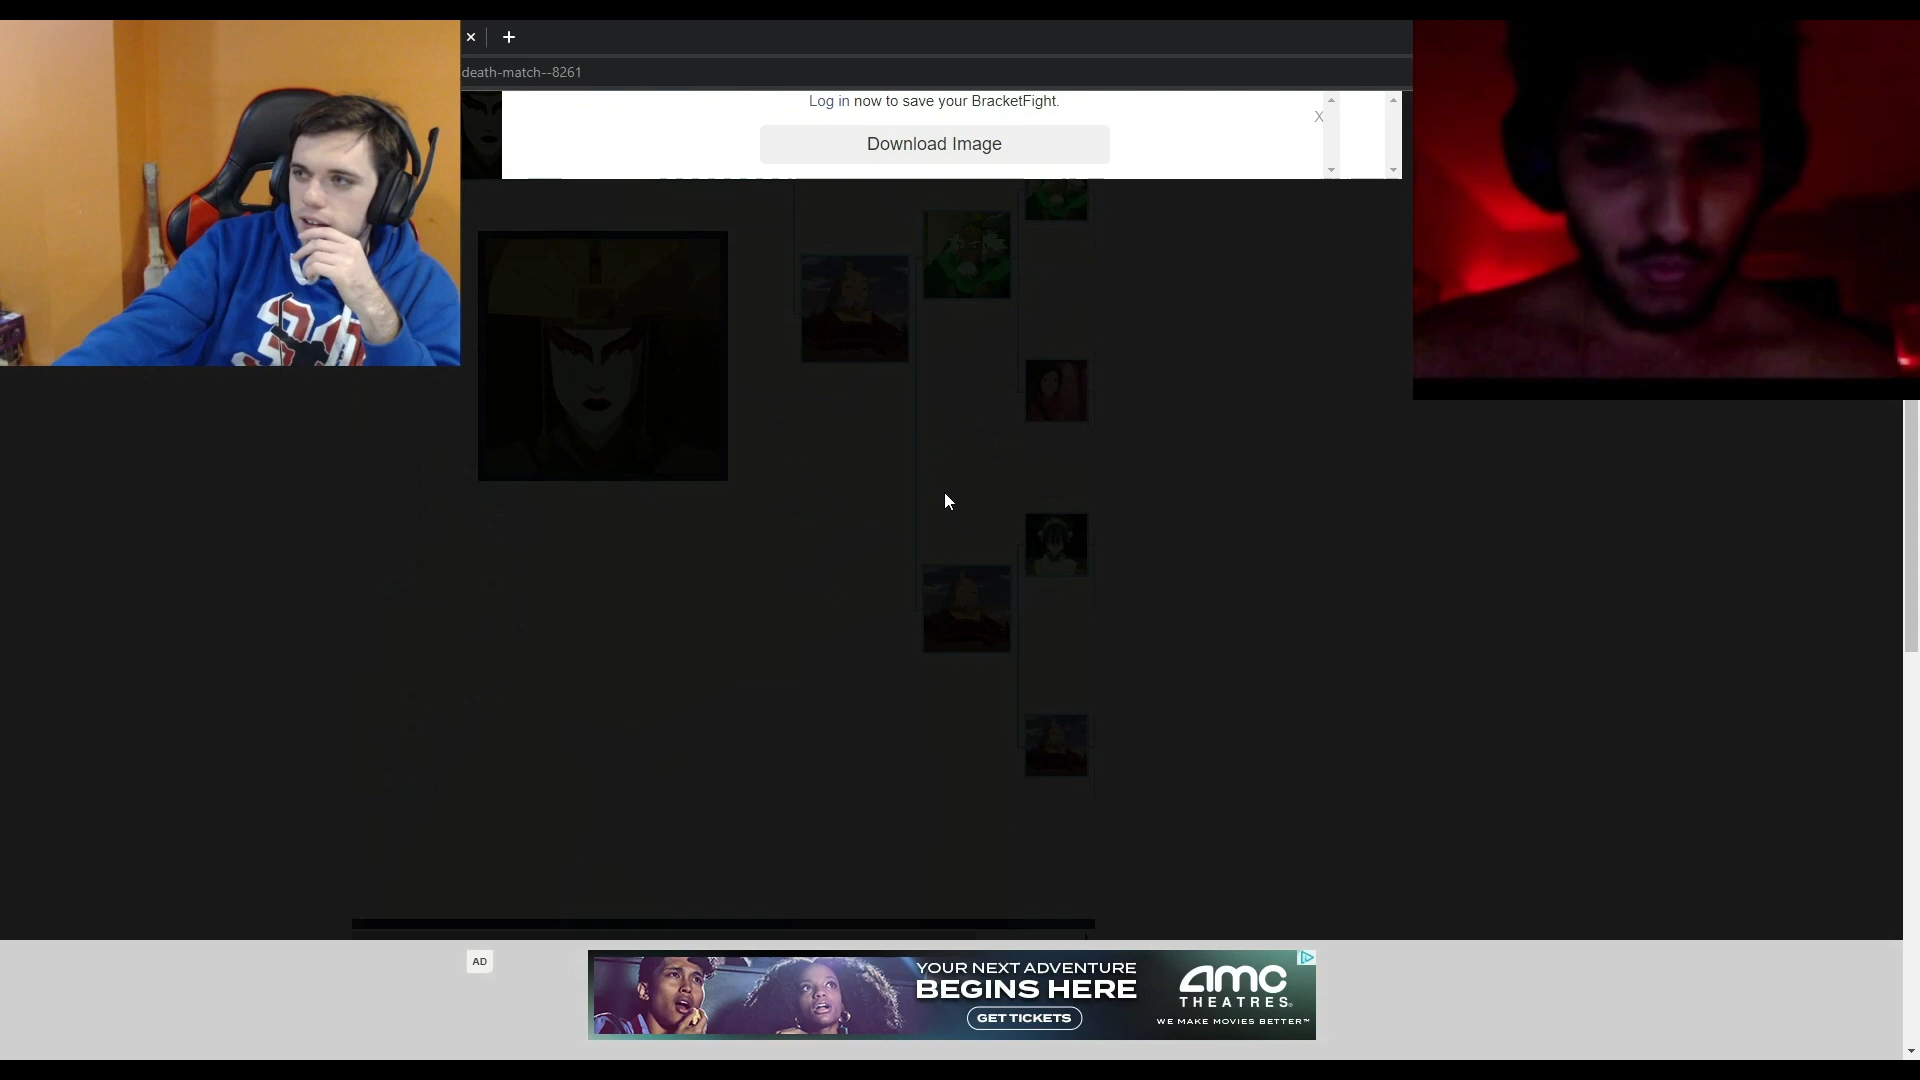 death-match--8261
Log in now to save your BracketFight.
X
Download Image
AD
YOUR NEXT ADVENTURE
BEGINS HERE
GET TICKETS
amc
THEATRES
WE MAKE MOVIES BETTER™